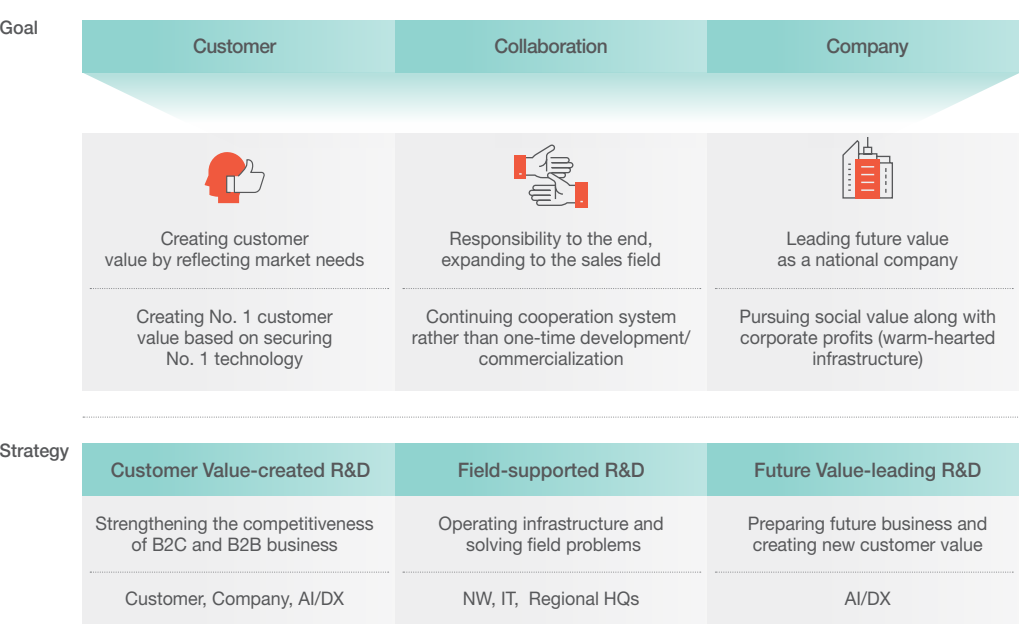 Goal
Customer
Collaboration
Company
Creating customer
value by reflecting market needs
Responsibility to the end,
expanding to the sales field
Leading future value
as a national company
Creating No. 1 customer
value based on securing
No. 1 technology
Continuing cooperation system
rather than one-time development/
commercialization
Pursuing social value along with
corporate profits (warm-hearted
infrastructure)
Strategy
Customer Value-created R&D
Field-supported R&D
Future Value-leading R&D
Strengthening the competitiveness
of B2C and B2B business
Operating infrastructure and
solving field problems
Preparing future business and
creating new customer value
Customer, Company, AI/DX
NW, IT, Regional HQs
AI/DX